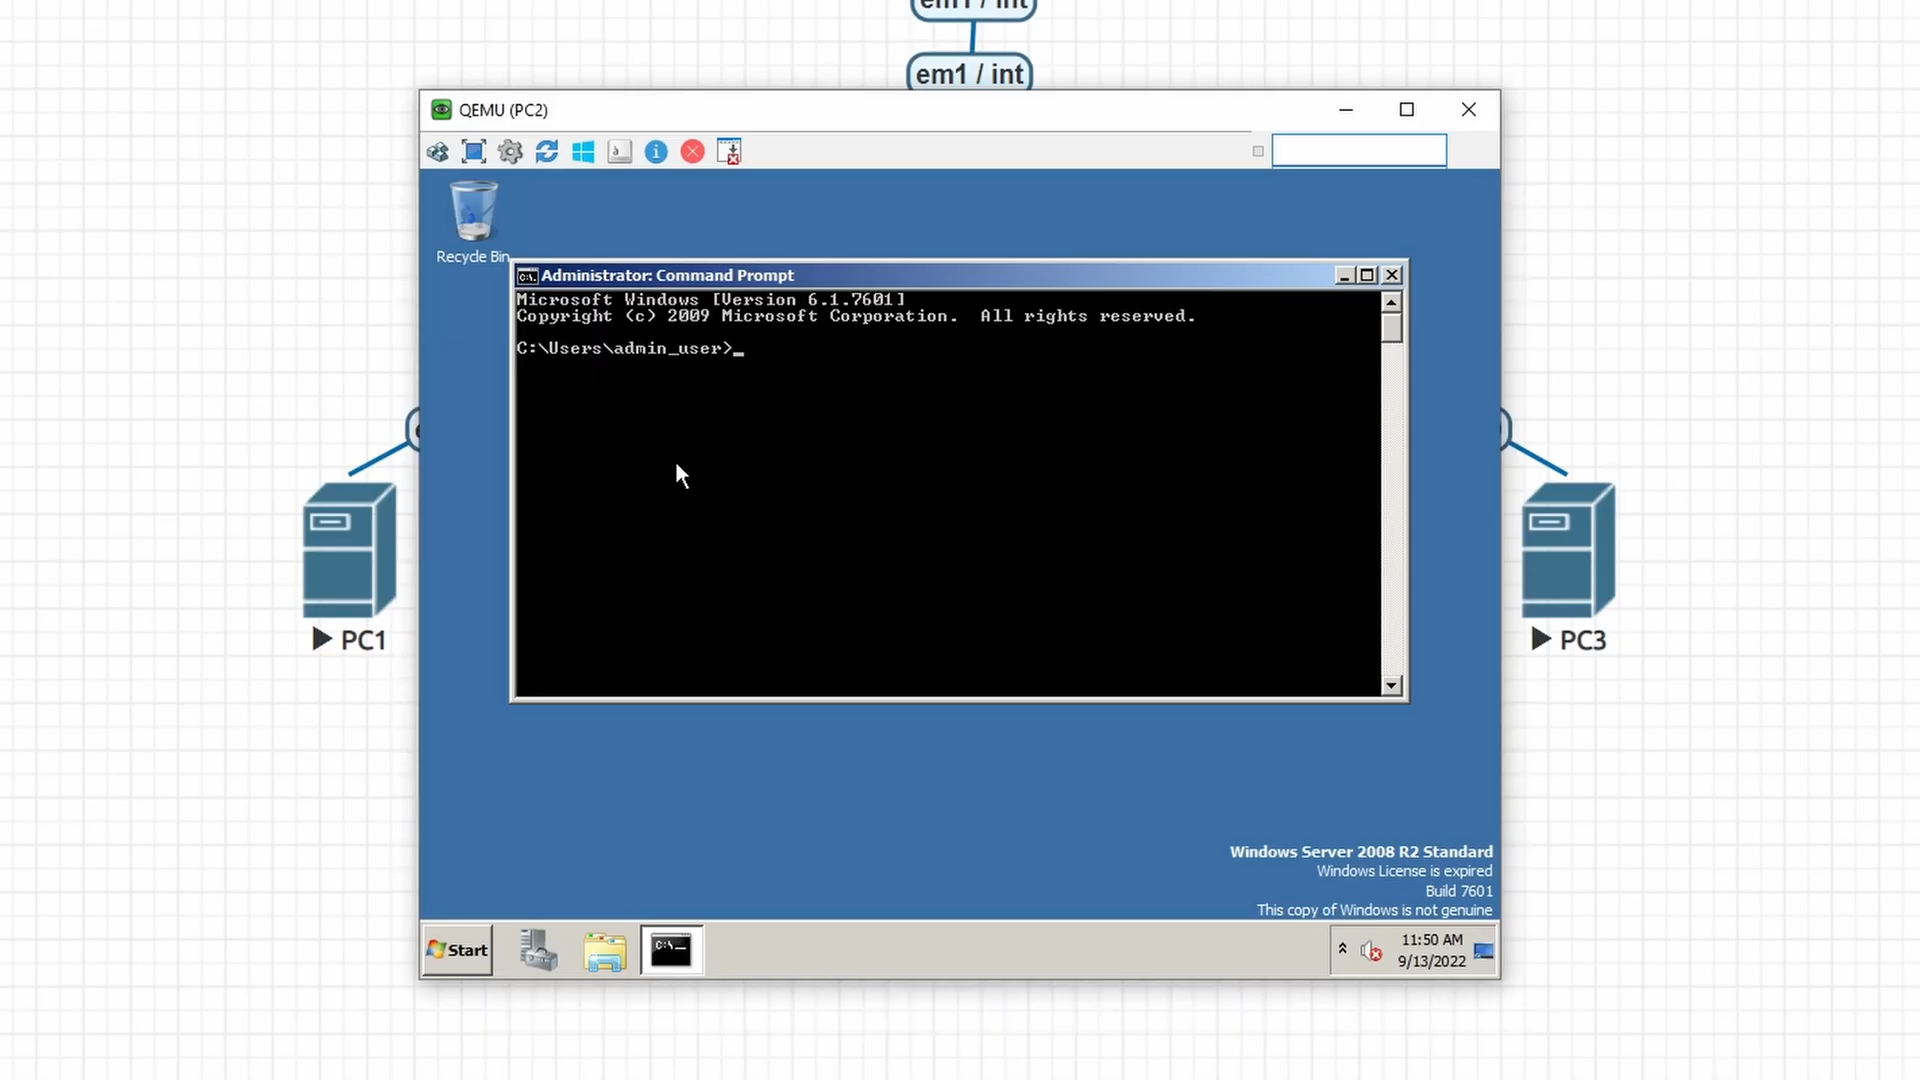 em1 / int
em1 / int
QEMU (PC2)
Recycle Bin
Administrator: Command Prompt
Microsoft Windows [Version 6.1.7601]
Copyright (c) 2009 Microsoft Corporation.  All rights reserved.
C:\Users\admin_user>_
PC1
PC3
Windows Server 2008 R2 Standard
Windows License is expired
Build 7601
This copy of Windows is not genuine
Start
11:50 AM
9/13/2022